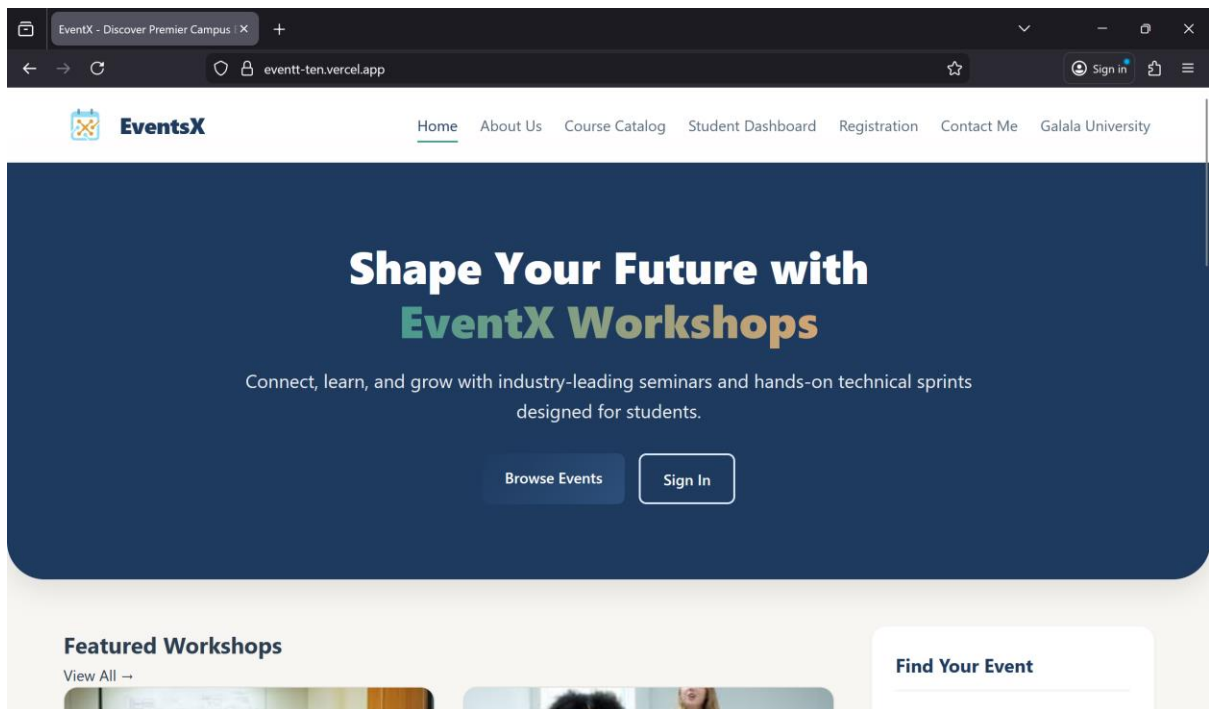 EventX - Discover Premier Campus
eventt-ten.vercel.app
Sign in
EventsX
Home About Us Course Catalog Student Dashboard Registration Contact Me Galala University
Shape Your Future with
EventX Workshops
Connect, learn, and grow with industry-leading seminars and hands-on technical sprints
designed for students.
Browse Events
Sign In
Featured Workshops
View All →
Find Your Event